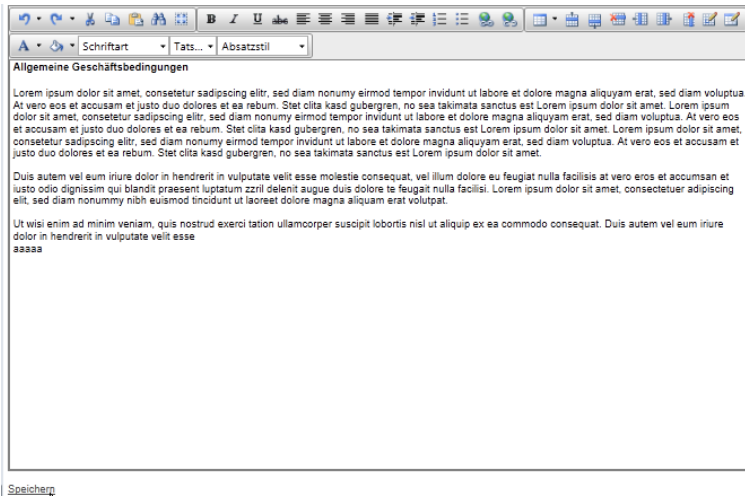 B I U abc
A Schriftart Tats... Absatzstil
Allgemeine Geschäftsbedingungen
Lorem ipsum dolor sit amet, consetetur sadipscing elitr, sed diam nonumy eirmod tempor invidunt ut labore et dolore magna aliquyam erat, sed diam voluptua.
At vero eos et accusam et justo duo dolores et ea rebum. Stet clita kasd gubergren, no sea takimata sanctus est Lorem ipsum dolor sit amet. Lorem ipsum
dolor sit amet, consetetur sadipscing elitr, sed diam nonumy eirmod tempor invidunt ut labore et dolore magna aliquyam erat, sed diam voluptua. At vero eos
et accusam et justo duo dolores et ea rebum. Stet clita kasd gubergren, no sea takimata sanctus est Lorem ipsum dolor sit amet. Lorem ipsum dolor sit amet,
consetetur sadipscing elitr, sed diam nonumy eirmod tempor invidunt ut labore et dolore magna aliquyam erat, sed diam voluptua. At vero eos et accusam et
justo duo dolores et ea rebum. Stet clita kasd gubergren, no sea takimata sanctus est Lorem ipsum dolor sit amet.
Duis autem vel eum iriure dolor in hendrerit in vulputate velit esse molestie consequat, vel illum dolore eu feugiat nulla facilisis at vero eros et accumsan et
iusto odio dignissim qui blandit praesent luptatum zzril delenit augue duis dolore te feugait nulla facilisi. Lorem ipsum dolor sit amet, consectetuer adipiscing
elit, sed diam nonummy nibh euismod tincidunt ut laoreet dolore magna aliquam erat volutpat.
Ut wisi enim ad minim veniam, quis nostrud exerci tation ullamcorper suscipit lobortis nisl ut aliquip ex ea commodo consequat. Duis autem vel eum iriure
dolor in hendrerit in vulputate velit esse
aaaaa
Speichern